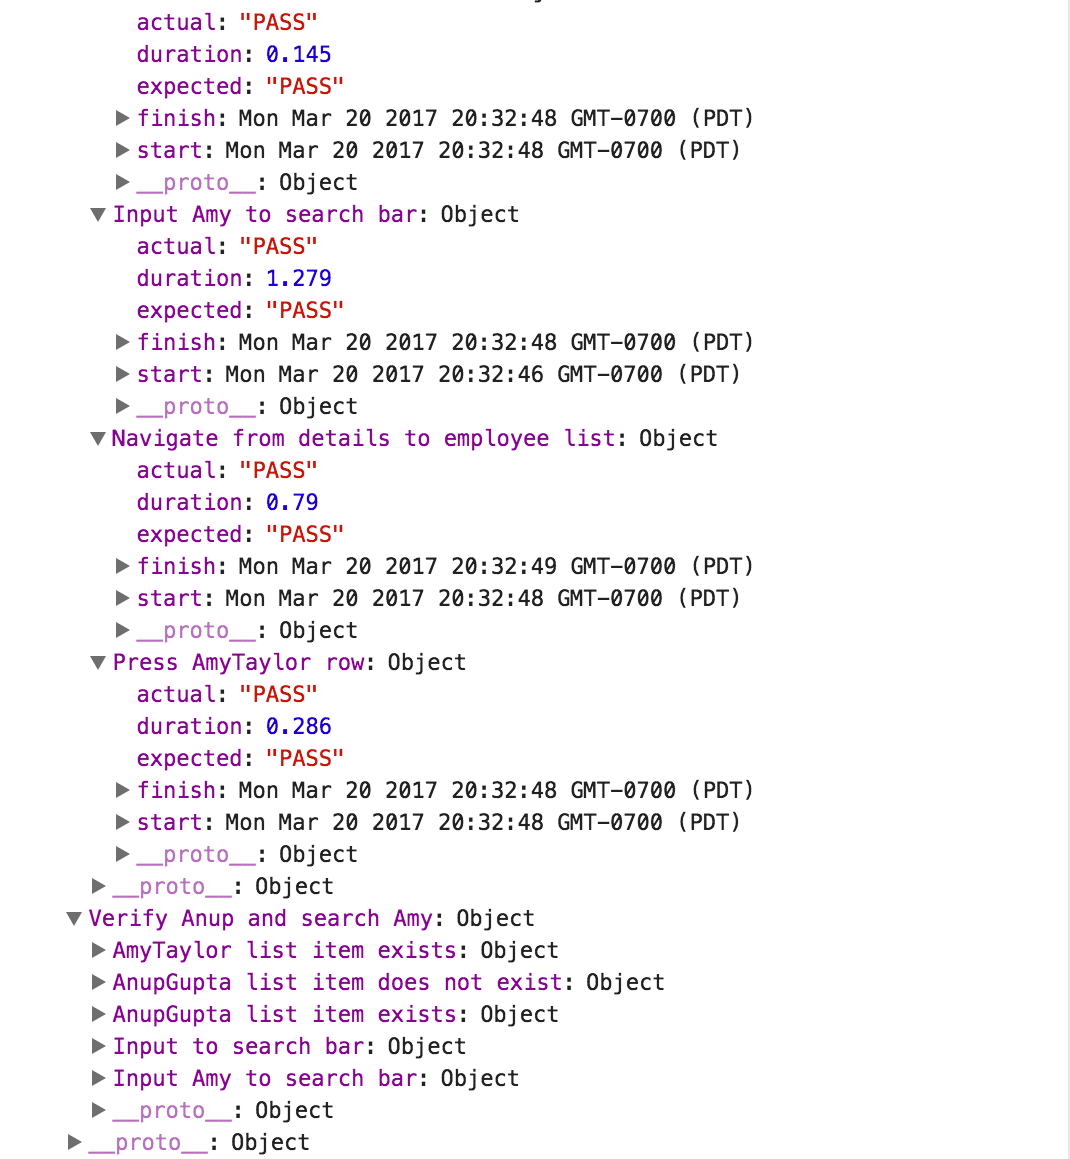 actual: "PASS"
duration: 0.145
expected: "PASS"
▶ finish: Mon Mar 20 2017 20:32:48 GMT-0700 (PDT)
▶ start: Mon Mar 20 2017 20:32:48 GMT-0700 (PDT)
▶ __proto__: Object
▼ Input Amy to search bar: Object
actual: "PASS"
duration: 1.279
expected: "PASS"
▶ finish: Mon Mar 20 2017 20:32:48 GMT-0700 (PDT)
▶ start: Mon Mar 20 2017 20:32:46 GMT-0700 (PDT)
▶ __proto__: Object
▼ Navigate from details to employee list: Object
actual: "PASS"
duration: 0.79
expected: "PASS"
▶ finish: Mon Mar 20 2017 20:32:49 GMT-0700 (PDT)
▶ start: Mon Mar 20 2017 20:32:48 GMT-0700 (PDT)
▶ __proto__: Object
▼ Press AmyTaylor row: Object
actual: "PASS"
duration: 0.286
expected: "PASS"
▶ finish: Mon Mar 20 2017 20:32:48 GMT-0700 (PDT)
▶ start: Mon Mar 20 2017 20:32:48 GMT-0700 (PDT)
▶ __proto__: Object
▶ __proto__: Object
▼ Verify Anup and search Amy: Object
▶ AmyTaylor list item exists: Object
▶ AnupGupta list item does not exist: Object
▶ AnupGupta list item exists: Object
▶ Input to search bar: Object
▶ Input Amy to search bar: Object
▶ __proto__: Object
▶ __proto__: Object